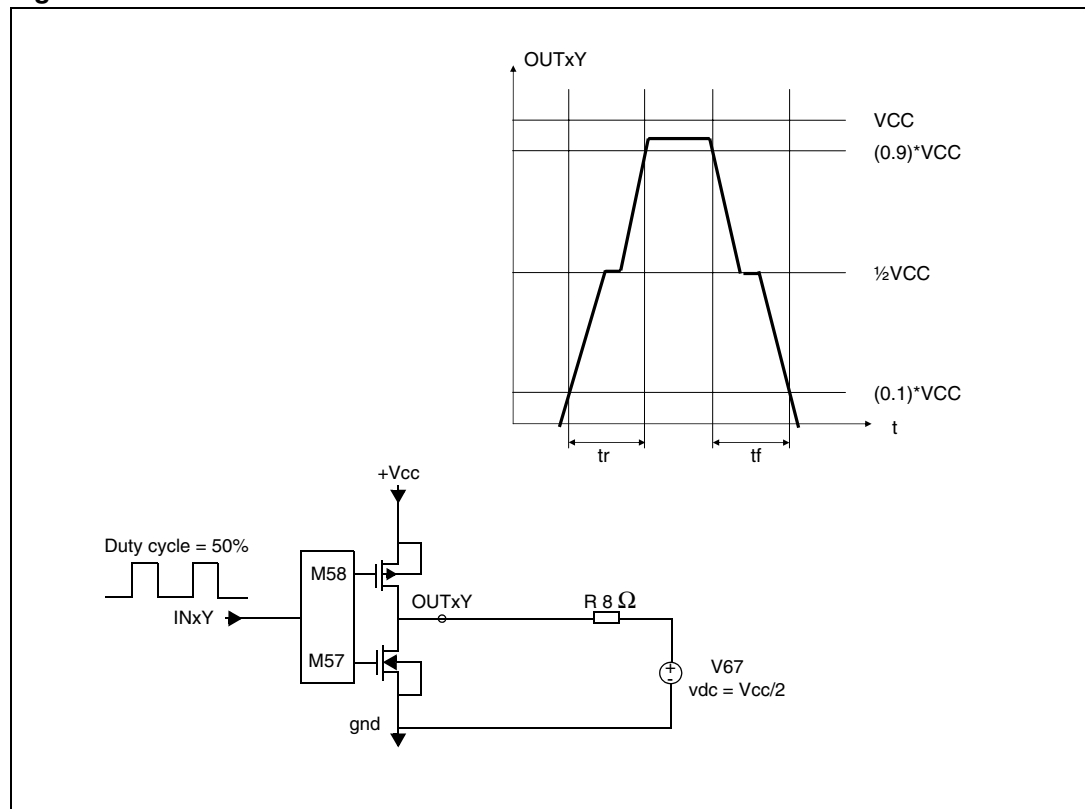 OUTxY
VCC
(0.9)*VCC
½VCC
(0.1)*VCC
t
tr
tf
+Vcc
Duty cycle = 50%
M58
OUTxY
R 8 Ω
INxY
M57
+
-
V67
vdc = Vcc/2
gnd